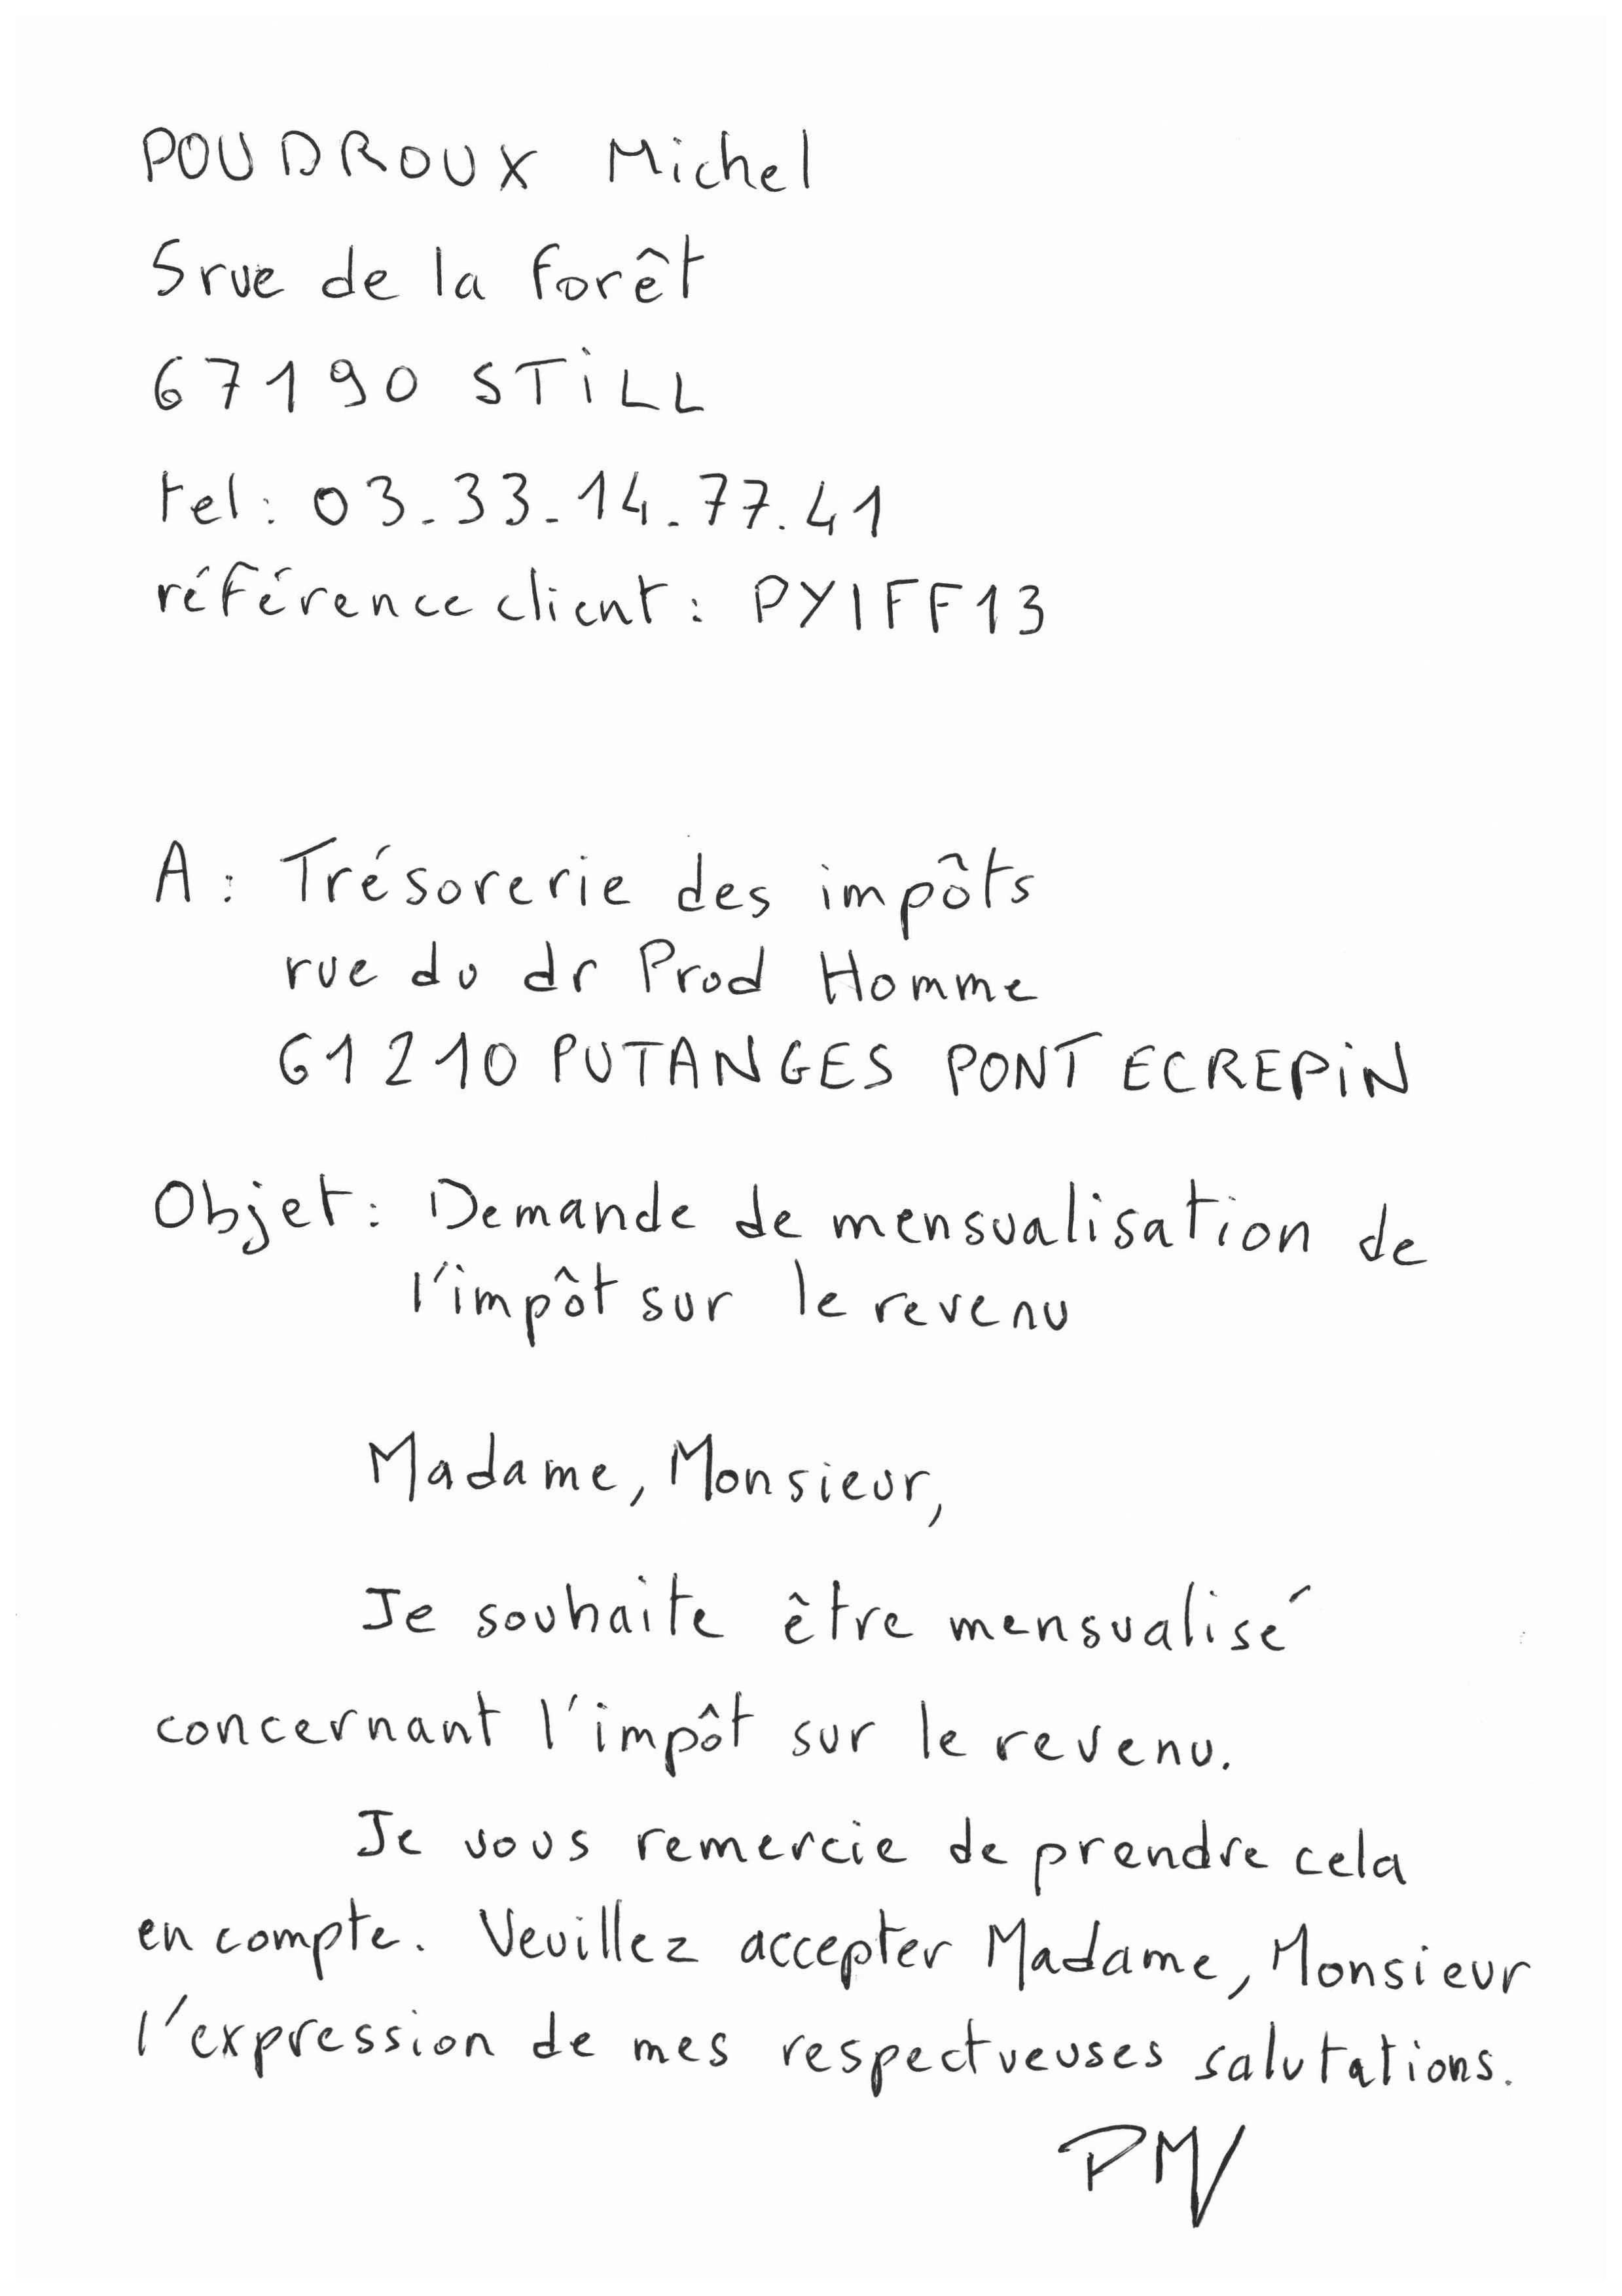 POUDROUX Michel
5 rue de la forêt
67190 STiLL
tel: 03.33.14.77.41
référence client: PYIFF13
A: Trésorerie des impôts
rue du dr Prod Homme
61210 PUTANGES PONT ECREPiN
Objet: Demande de mensualisation de
l'impôt sur le revenu
Madame, Monsieur,
Je souhaite être mensualisé
concernant l'impôt sur le revenu.
Je vous remercie de prendre cela
en compte. Veuillez accepter Madame, Monsieur
l'expression de mes respectueuses salutations.
PM